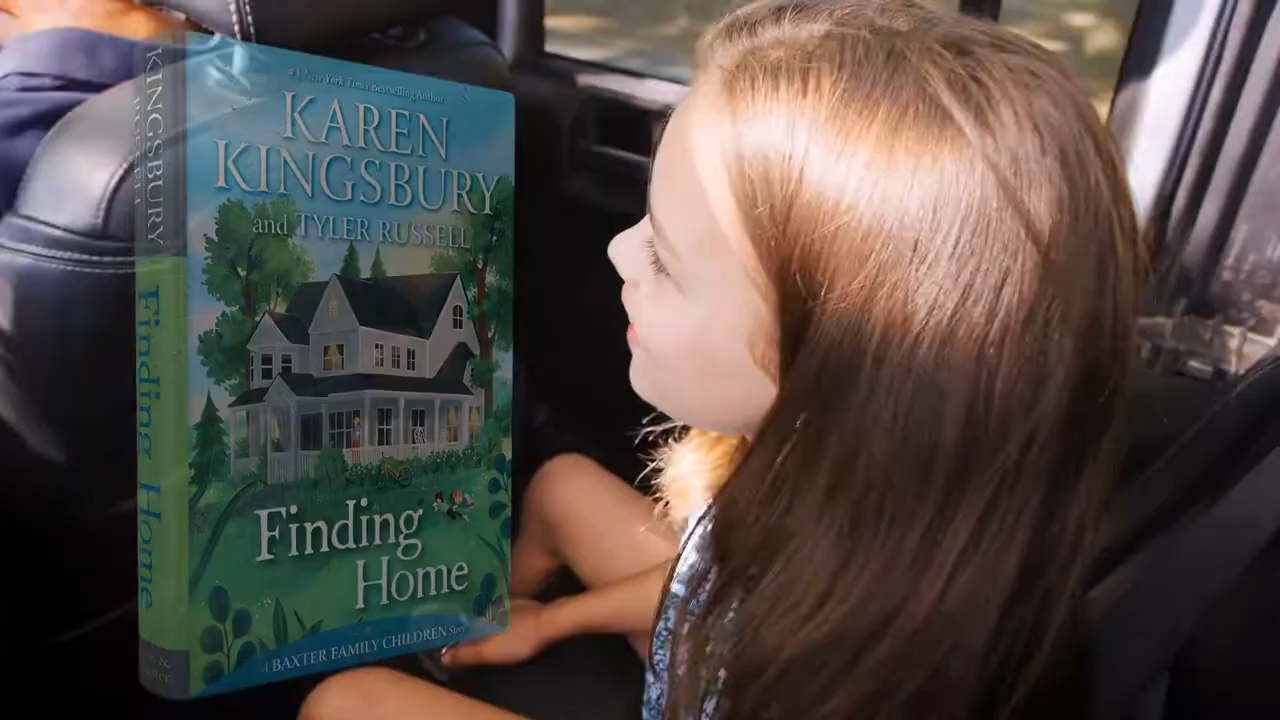 #1 New York Times Bestselling Author
KAREN
KINGSBURY
and TYLER RUSSELL
Finding
Home
A BAXTER FAMILY CHILDREN Story
KINGSBURY
RUSSELL
Finding Home